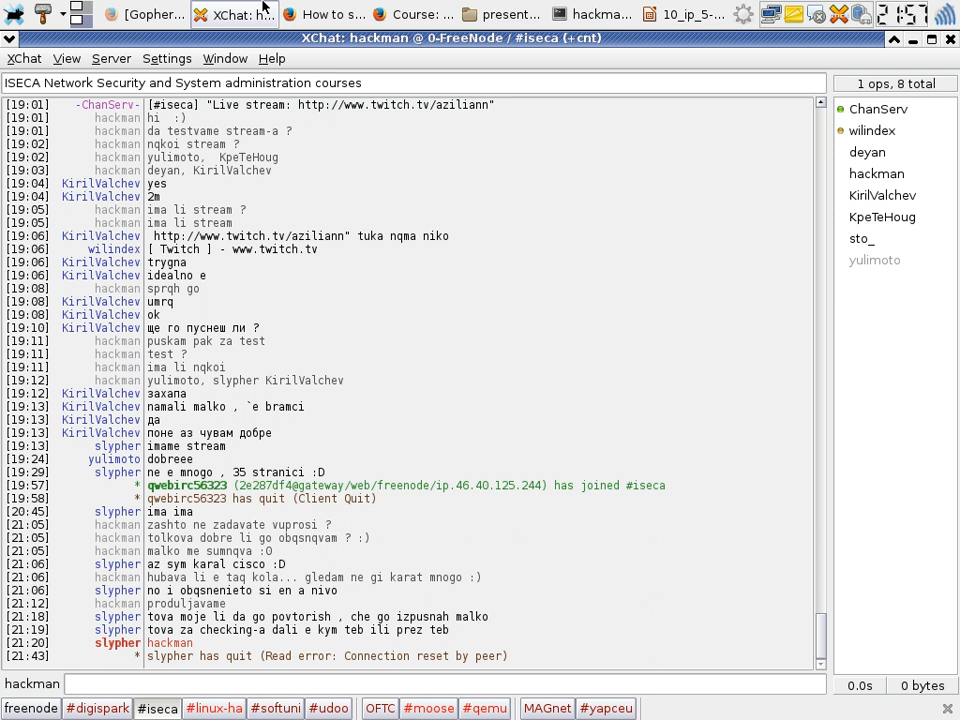 [Gopher...
XChat: h...
How to s...
Course: ...
present...
hackma...
10_ip_5-...
21:57
XChat: hackman @ 0-FreeNode / #iseca (+cnt)
XChat View Server Settings Window Help
ISECA Network Security and System administration courses
1 ops, 8 total
[19:01] -ChanServ- [#iseca] "Live stream: http://www.twitch.tv/aziliann"
[19:01] hackman hi :)
[19:01] hackman da testvame stream-a ?
[19:02] hackman nqkoi stream ?
[19:02] hackman yulimoto, KpeTeHoug
[19:03] hackman deyan, KirilValchev
[19:04] KirilValchev yes
[19:04] KirilValchev 2m
[19:05] hackman ima li stream ?
[19:05] hackman ima li stream
[19:06] KirilValchev http://www.twitch.tv/aziliann" tuka nqma niko
[19:06] wilindex [ Twitch ] - www.twitch.tv
[19:06] KirilValchev trygna
[19:06] KirilValchev idealno e
[19:08] hackman sprqh go
[19:08] KirilValchev umrq
[19:08] KirilValchev ok
[19:10] KirilValchev ще го пуснеш ли ?
[19:11] hackman puskam pak za test
[19:11] hackman test ?
[19:11] hackman ima li nqkoi
[19:12] hackman yulimoto, slypher KirilValchev
[19:12] KirilValchev захапа
[19:13] KirilValchev namali malko , `e bramci
[19:13] KirilValchev да
[19:13] KirilValchev поне аз чувам добре
[19:13] slypher imame stream
[19:24] yulimoto dobreee
[19:29] slypher ne e mnogo , 35 stranici :D
[19:57] * qwebirc56323 (2e287df4@gateway/web/freenode/ip.46.40.125.244) has joined #iseca
[19:58] * qwebirc56323 has quit (Client Quit)
[20:45] slypher ima ima
[21:05] hackman zashto ne zadavate vuprosi ?
[21:05] hackman tolkova dobre li go obqsnqvam ? :)
[21:05] hackman malko me sumnqva :0
[21:06] slypher az sym karal cisco :D
[21:06] hackman hubava li e taq kola... gledam ne gi karat mnogo :)
[21:06] slypher no i obqsnenieto si en a nivo
[21:12] hackman produljavame
[21:18] slypher tova moje li da go povtorish , che go izpusnah malko
[21:19] slypher tova za checking-a dali e kym teb ili prez teb
[21:20] slypher hackman
[21:43] * slypher has quit (Read error: Connection reset by peer)
ChanServ
wilindex
deyan
hackman
KirilValchev
KpeTeHoug
sto_
yulimoto
hackman
0.0s
0 bytes
freenode #digispark #iseca #linux-ha #softuni #udoo OFTC #moose #qemu MAGnet #yapceu